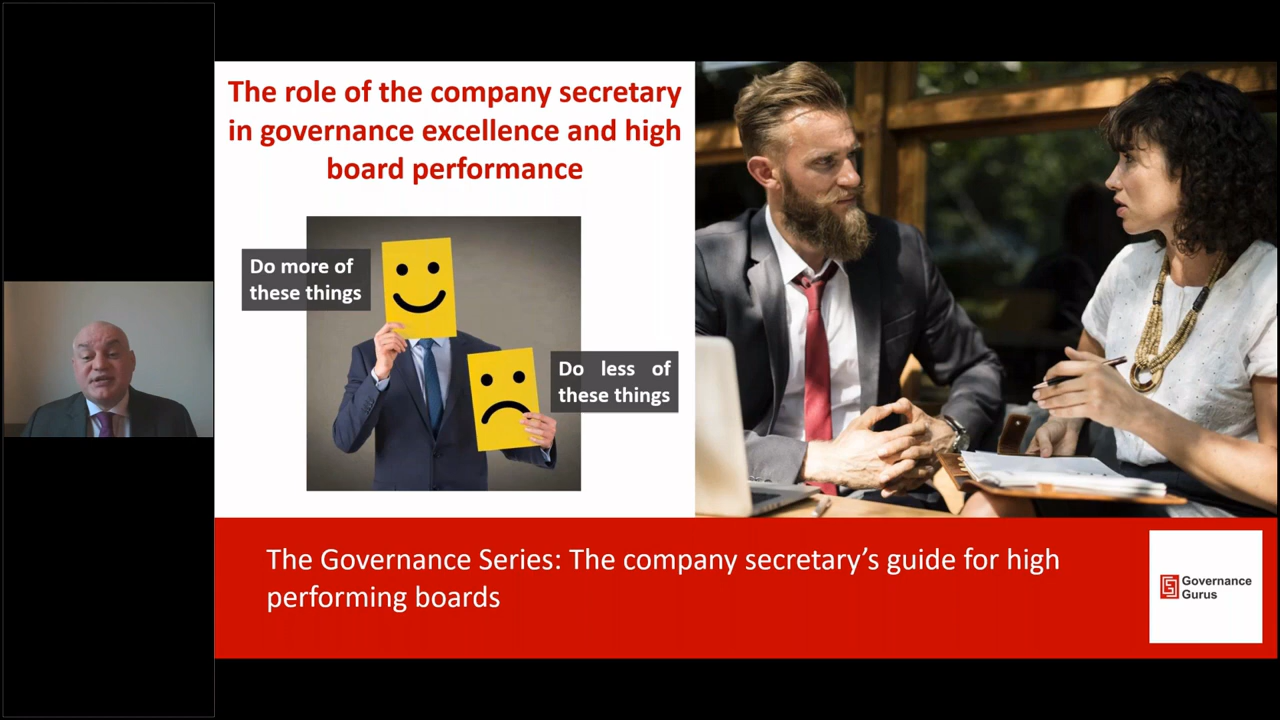 The role of the company secretary
in governance excellence and high
board performance
Do more of
these things
Do less of
these things
The Governance Series: The company secretary’s guide for high
performing boards
Governance
Gurus